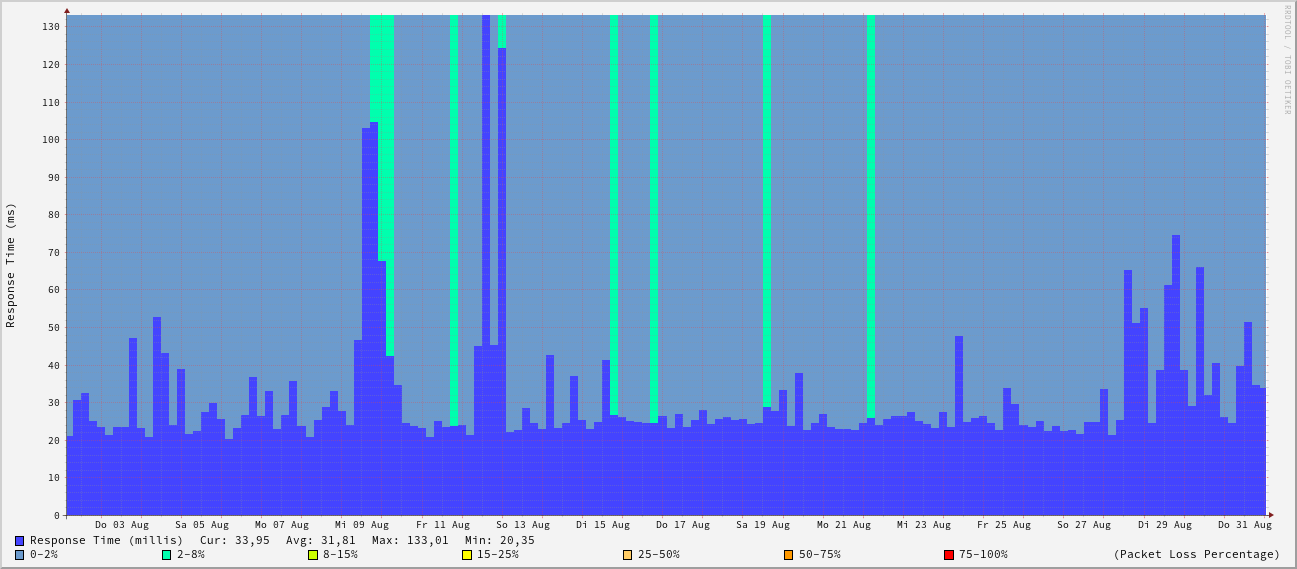 RRDTOOL / TOBI OETIKER
Response Time (ms)
130
120
110
100
90
80
70
60
50
40
30
20
10
0
Do 03 Aug Sa 05 Aug Mo 07 Aug Mi 09 Aug Fr 11 Aug So 13 Aug Di 15 Aug Do 17 Aug Sa 19 Aug Mo 21 Aug Mi 23 Aug Fr 25 Aug So 27 Aug Di 29 Aug Do 31 Aug
Response Time (millis) Cur: 33,95 Avg: 31,81 Max: 133,01 Min: 20,35
0-2% 2-8% 8-15% 15-25% 25-50% 50-75% 75-100% (Packet Loss Percentage)